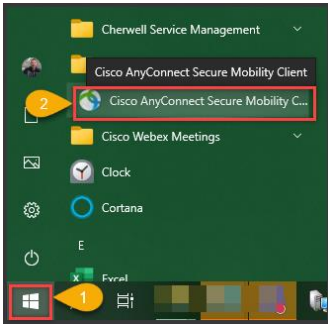 Cherwell Service Management
Cisco AnyConnect Secure Mobility Client
2
Cisco AnyConnect Secure Mobility C...
Cisco Webex Meetings
Clock
Cortana
E
Excel
1